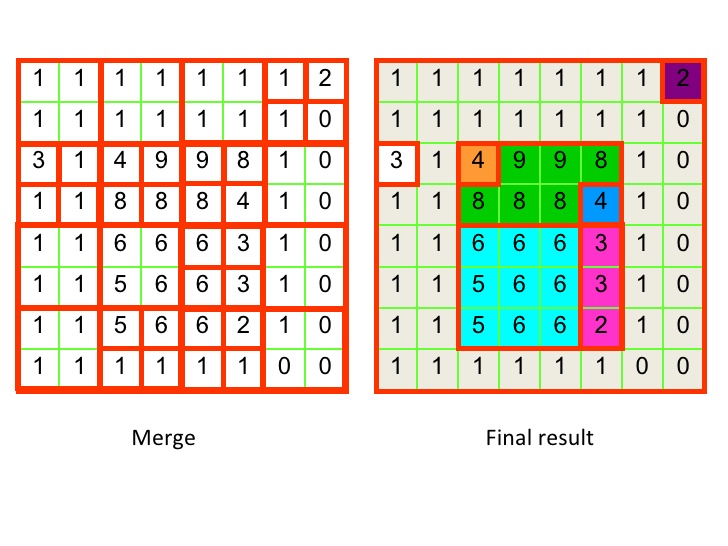 1 1 1 1 1 1 1 2
1 1 1 1 1 1 1 0
3 1 4 9 9 8 1 0
1 1 8 8 8 4 1 0
1 1 6 6 6 3 1 0
1 1 5 6 6 3 1 0
1 1 5 6 6 2 1 0
1 1 1 1 1 1 0 0
Merge
1 1 1 1 1 1 1 2
1 1 1 1 1 1 1 0
3 1 4 9 9 8 1 0
1 1 8 8 8 4 1 0
1 1 6 6 6 3 1 0
1 1 5 6 6 3 1 0
1 1 5 6 6 2 1 0
1 1 1 1 1 1 0 0
Final result